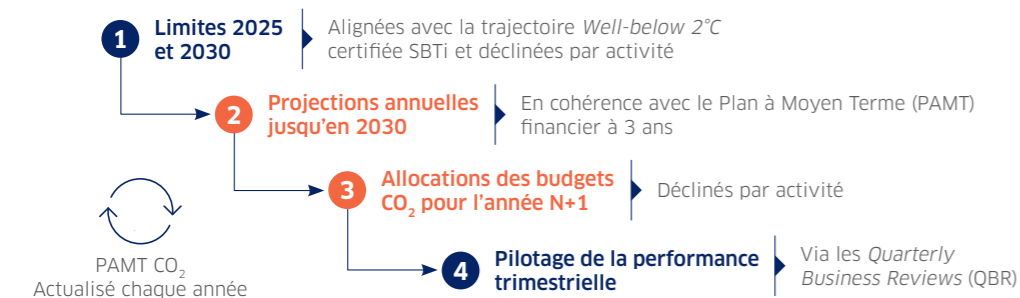 1
Limites 2025
et 2030
Alignées avec la trajectoire Well-below 2°C
certifiée SBTi et déclinées par activité
2
Projections annuelles
jusqu’en 2030
En cohérence avec le Plan à Moyen Terme (PAMT)
financier à 3 ans
3
Allocations des budgets
CO₂ pour l’année N+1
Déclinés par activité
4
Pilotage de la performance
trimestrielle
Via les Quarterly
Business Reviews (QBR)
PAMT CO₂
Actualisé chaque année